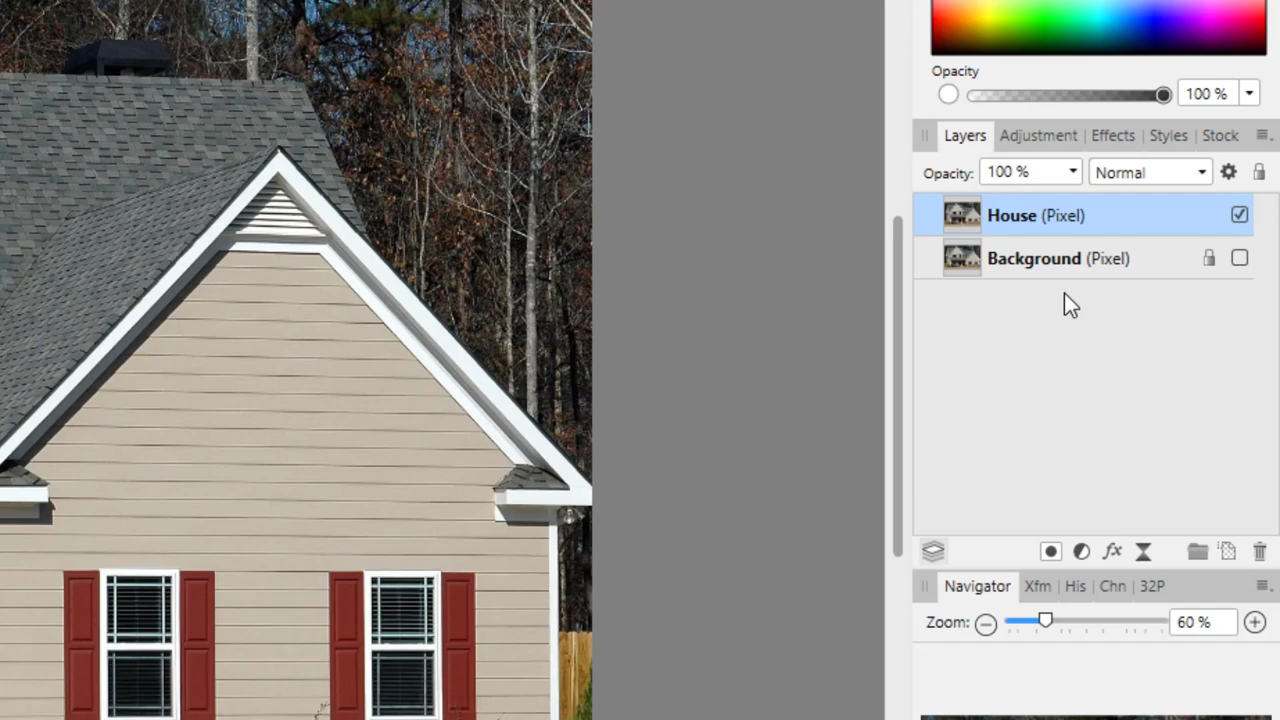 Opacity
100 %
Layers | Adjustment | Effects | Styles | Stock
Opacity: 100 % Normal
House (Pixel)
Background (Pixel)
fx
Navigator | Xfm | His | Chn | 32P
Zoom: 60 %